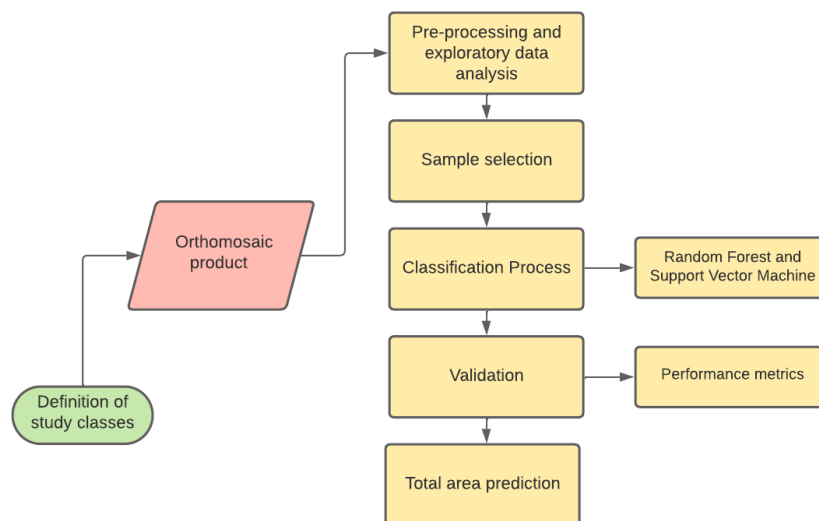 Pre-processing and
exploratory data
analysis
Sample selection
Orthomosaic
product
Classification Process
Random Forest and
Support Vector Machine
Validation
Performance metrics
Definition of
study classes
Total area prediction